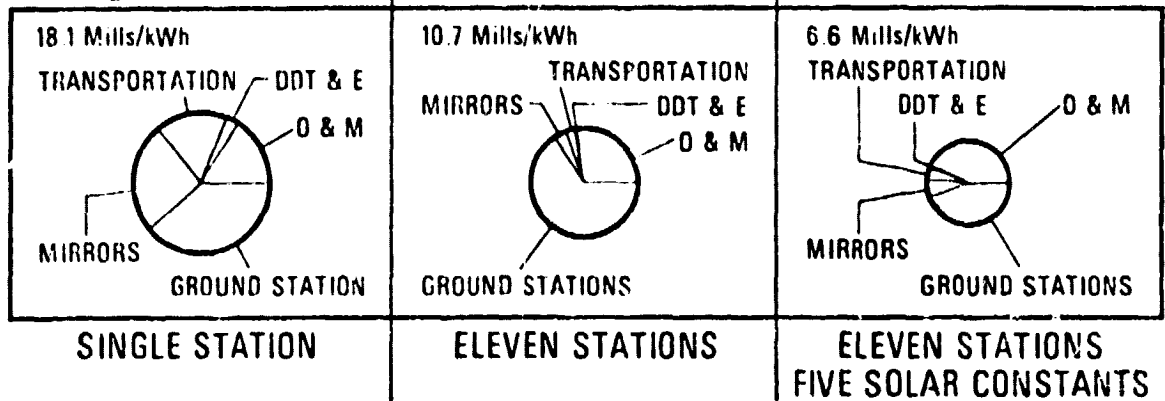 18.1 Mills/kWh
TRANSPORTATION
DDT & E
O & M
MIRRORS
GROUND STATION
SINGLE STATION
10.7 Mills/kWh
TRANSPORTATION
MIRRORS
DDT & E
O & M
GROUND STATIONS
ELEVEN STATIONS
6.6 Mills/kWh
TRANSPORTATION
DDT & E
O & M
MIRRORS
GROUND STATIONS
ELEVEN STATIONS
FIVE SOLAR CONSTANTS